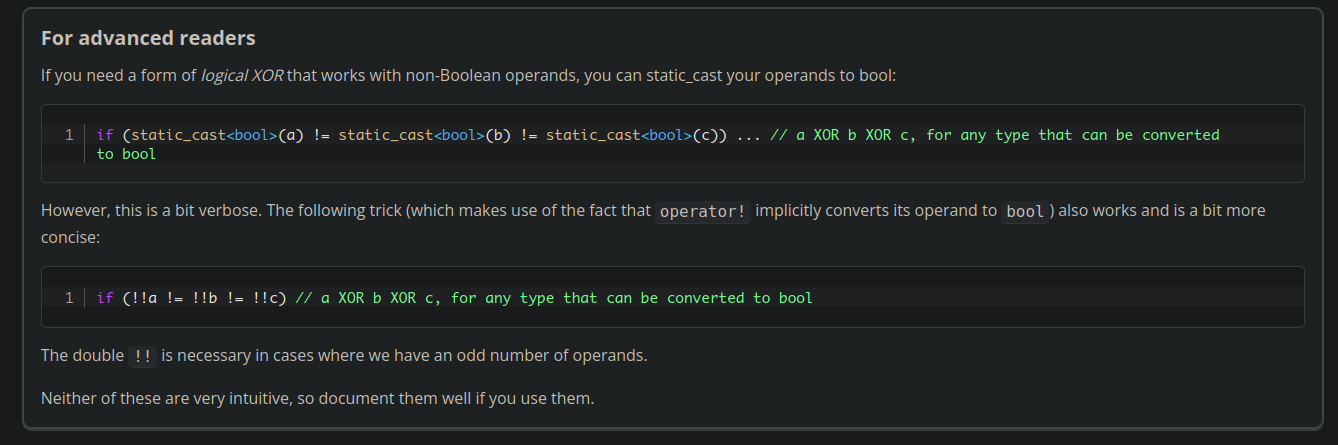 For advanced readers
If you need a form of logical XOR that works with non-Boolean operands, you can static_cast your operands to bool:
1 if (static_cast<bool>(a) != static_cast<bool>(b) != static_cast<bool>(c)) ... // a XOR b XOR c, for any type that can be converted
to bool
However, this is a bit verbose. The following trick (which makes use of the fact that operator! implicitly converts its operand to bool ) also works and is a bit more
concise:
1 if (!!a != !!b != !!c) // a XOR b XOR c, for any type that can be converted to bool
The double !! is necessary in cases where we have an odd number of operands.
Neither of these are very intuitive, so document them well if you use them.